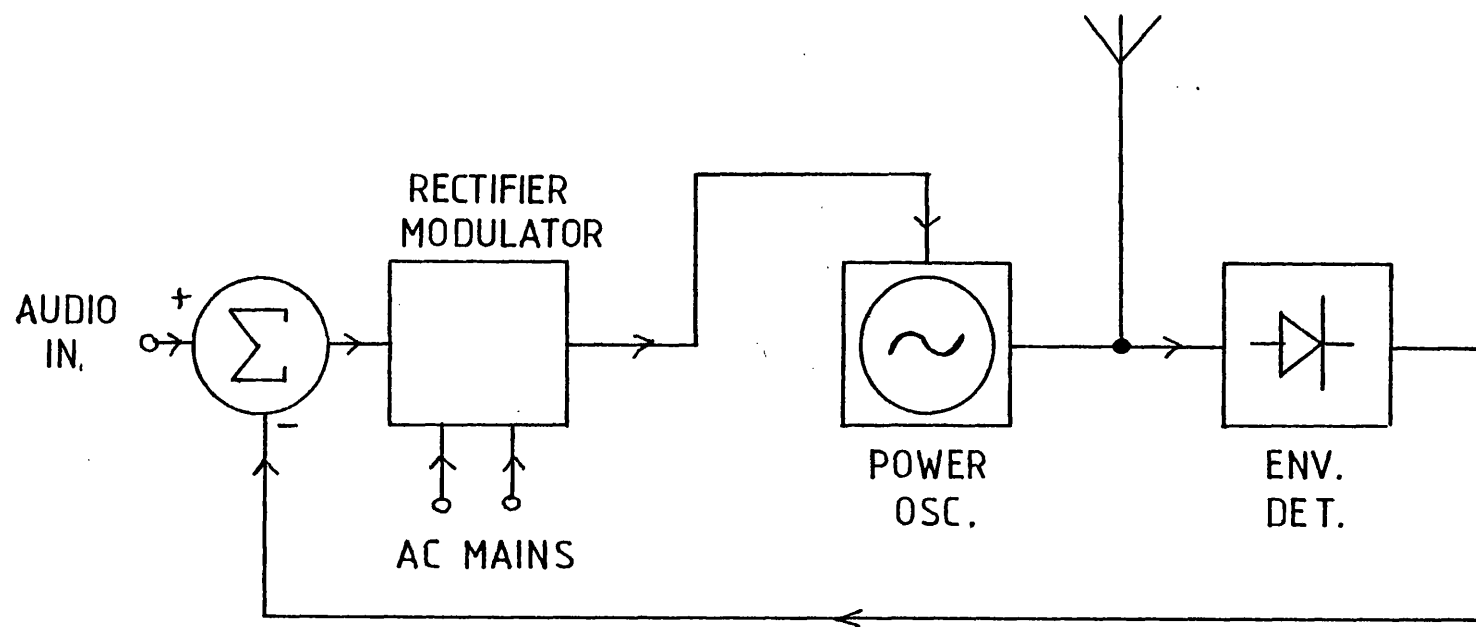 RECTIFIER
MODULATOR
AUDIO
IN.
+
Σ
-
AC MAINS
POWER
OSC.
ENV.
DET.